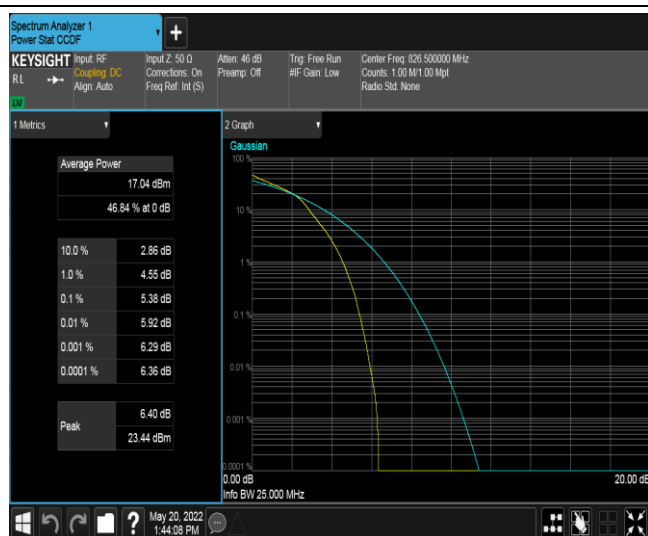 Spectrum Analyzer 1
Power Stat CCDF
KEYSIGHT
RL
LXI
Input: RF
Coupling: DC
Align: Auto
Input Z: 50 Ω
Corrections: On
Freq Ref: Int (S)
Atten: 46 dB
Preamp: Off
Trig: Free Run
#IF Gain: Low
Center Freq: 826.500000 MHz
Counts: 1.00 M/1.00 Mpt
Radio Std: None
1 Metrics
Average Power
17.04 dBm
46.84 % at 0 dB
10.0 % 2.86 dB
1.0 % 4.55 dB
0.1 % 5.38 dB
0.01 % 5.92 dB
0.001 % 6.29 dB
0.0001 % 6.36 dB
Peak
6.40 dB
23.44 dBm
2 Graph
Gaussian
100 %
10 %
1 %
0.1 %
0.01 %
0.001 %
0.0001 %
0.00 dB
20.00 dB
Info BW 25.000 MHz
May 20, 2022
1:44:08 PM